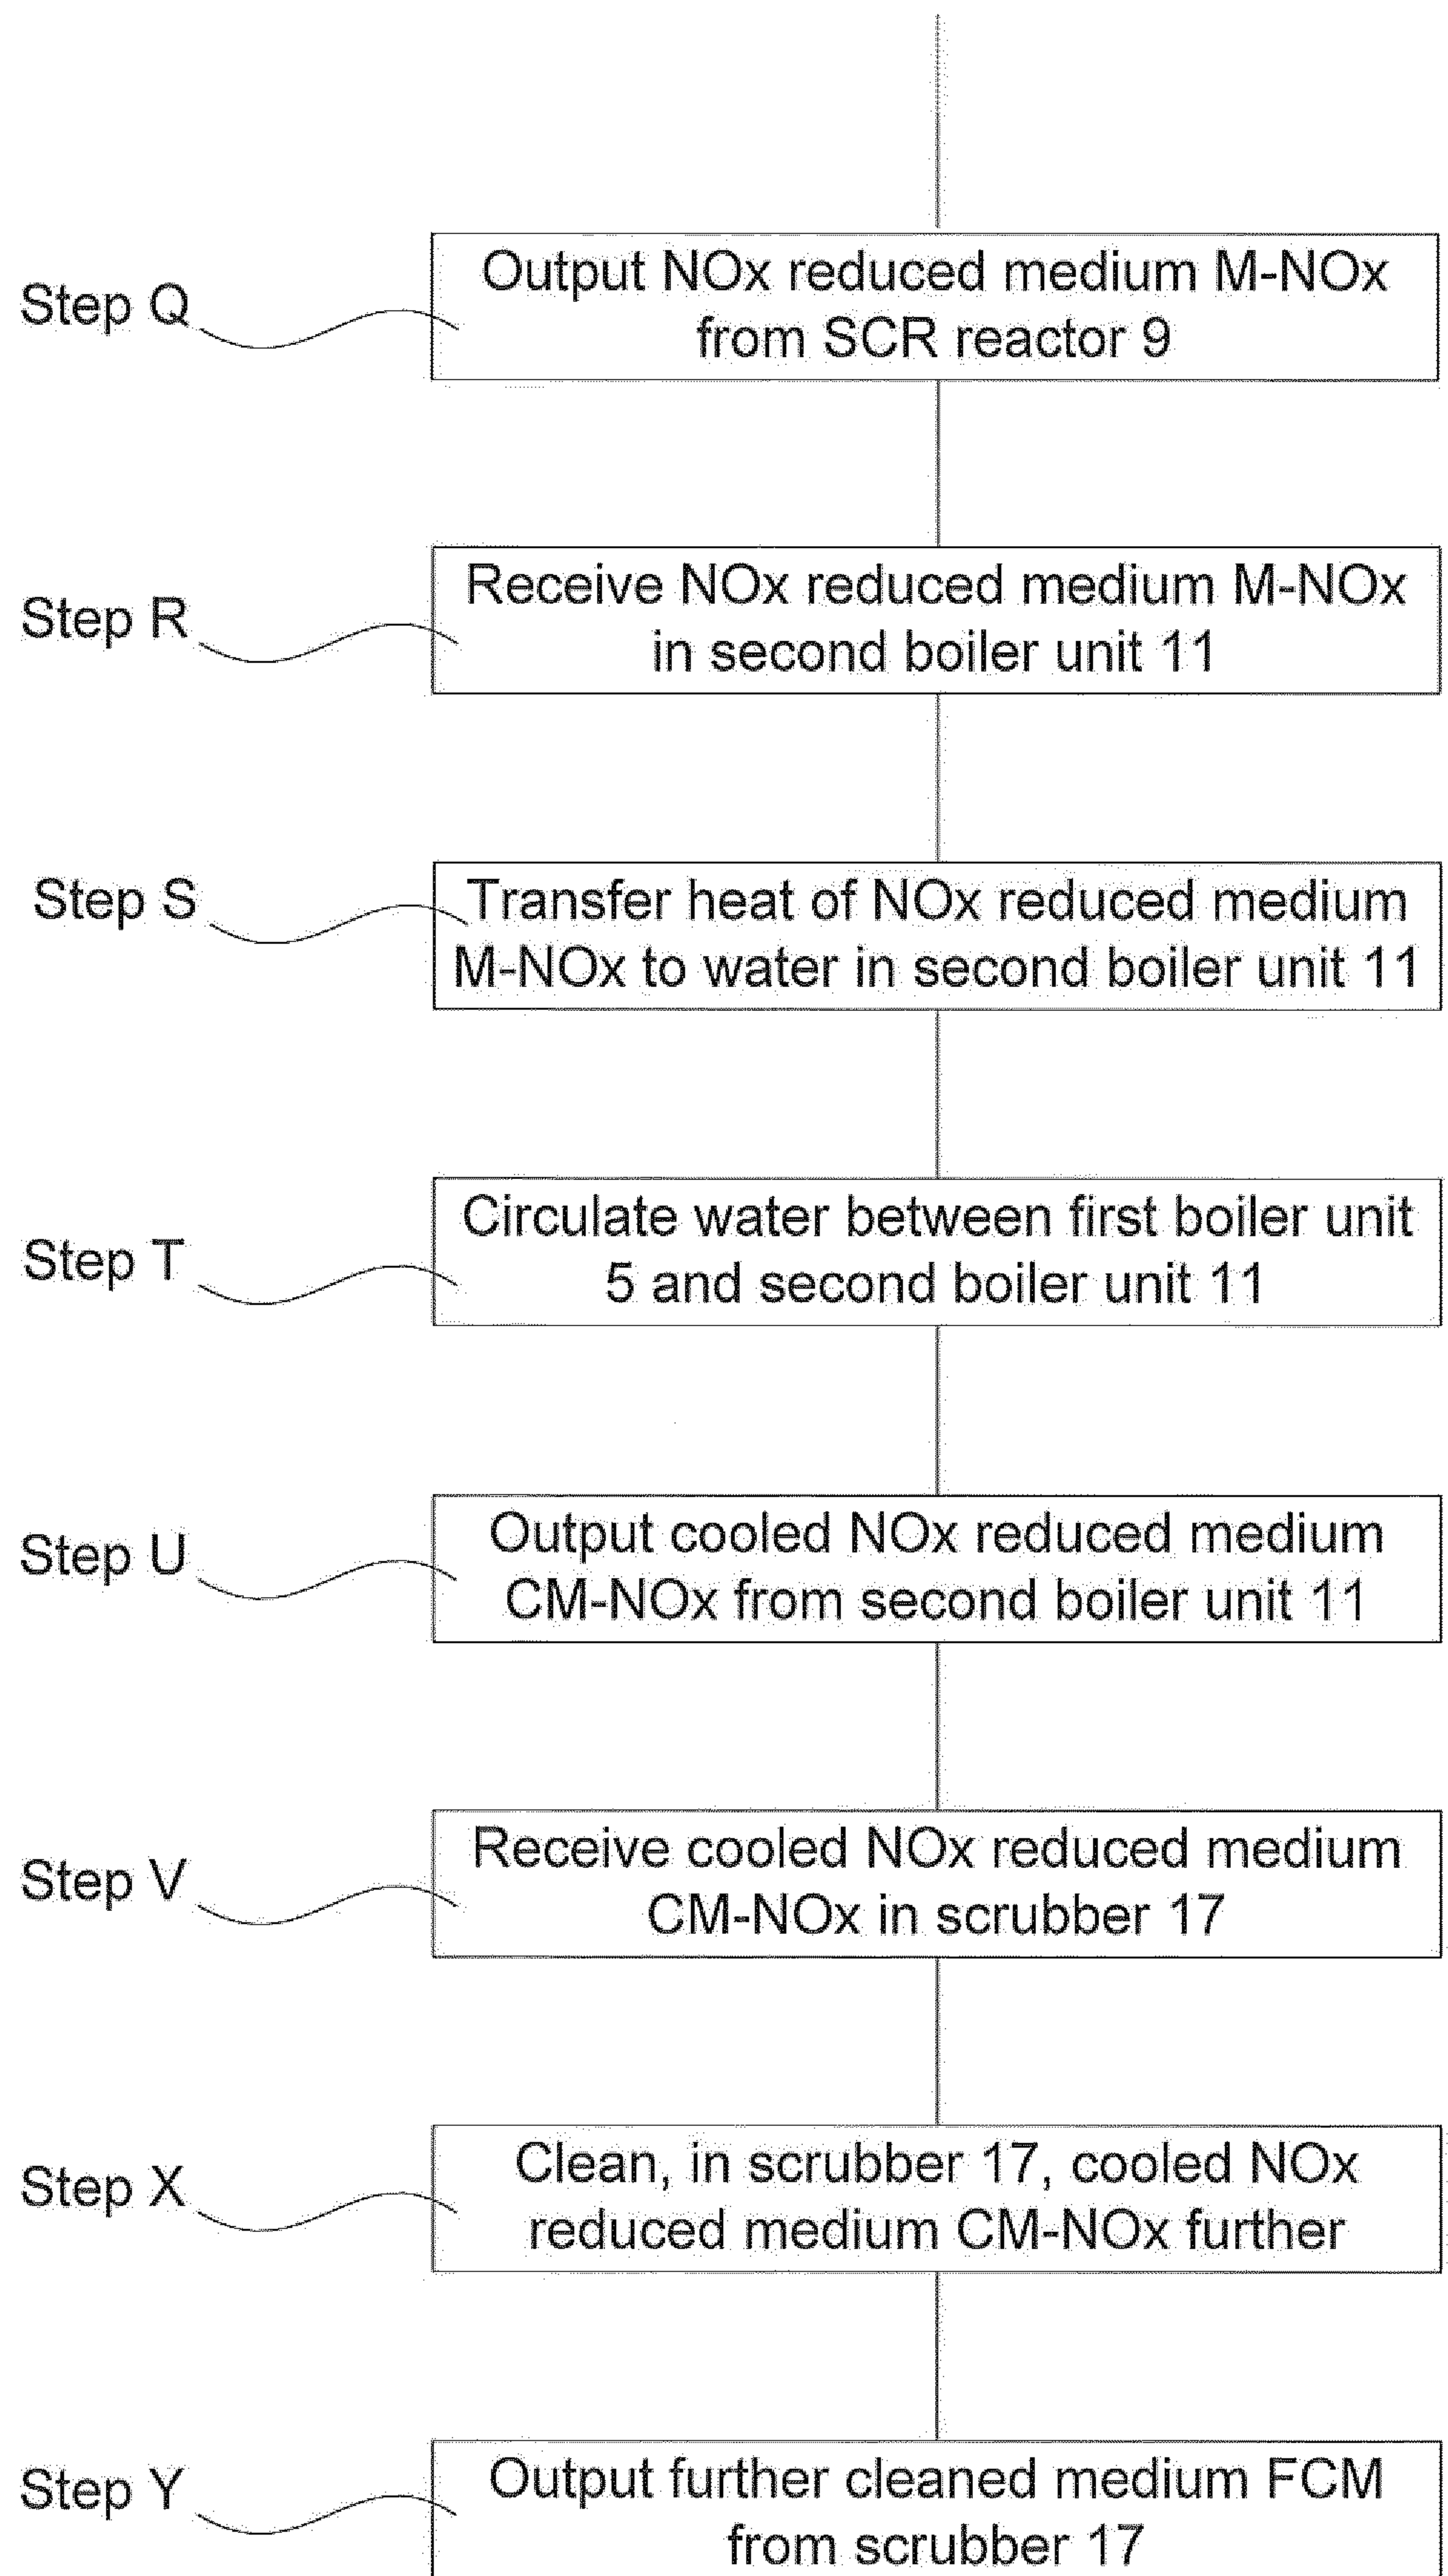 Step Q
Output NOx reduced medium M-NOx
from SCR reactor 9
Step R
Receive NOx reduced medium M-NOx
in second boiler unit 11
Step S
Transfer heat of NOx reduced medium
M-NOx to water in second boiler unit 11
Step T
Circulate water between first boiler unit
5 and second boiler unit 11
Step U
Output cooled NOx reduced medium
CM-NOx from second boiler unit 11
Step V
Receive cooled NOx reduced medium
CM-NOx in scrubber 17
Step X
Clean, in scrubber 17, cooled NOx
reduced medium CM-NOx further
Step Y
Output further cleaned medium FCM
from scrubber 17